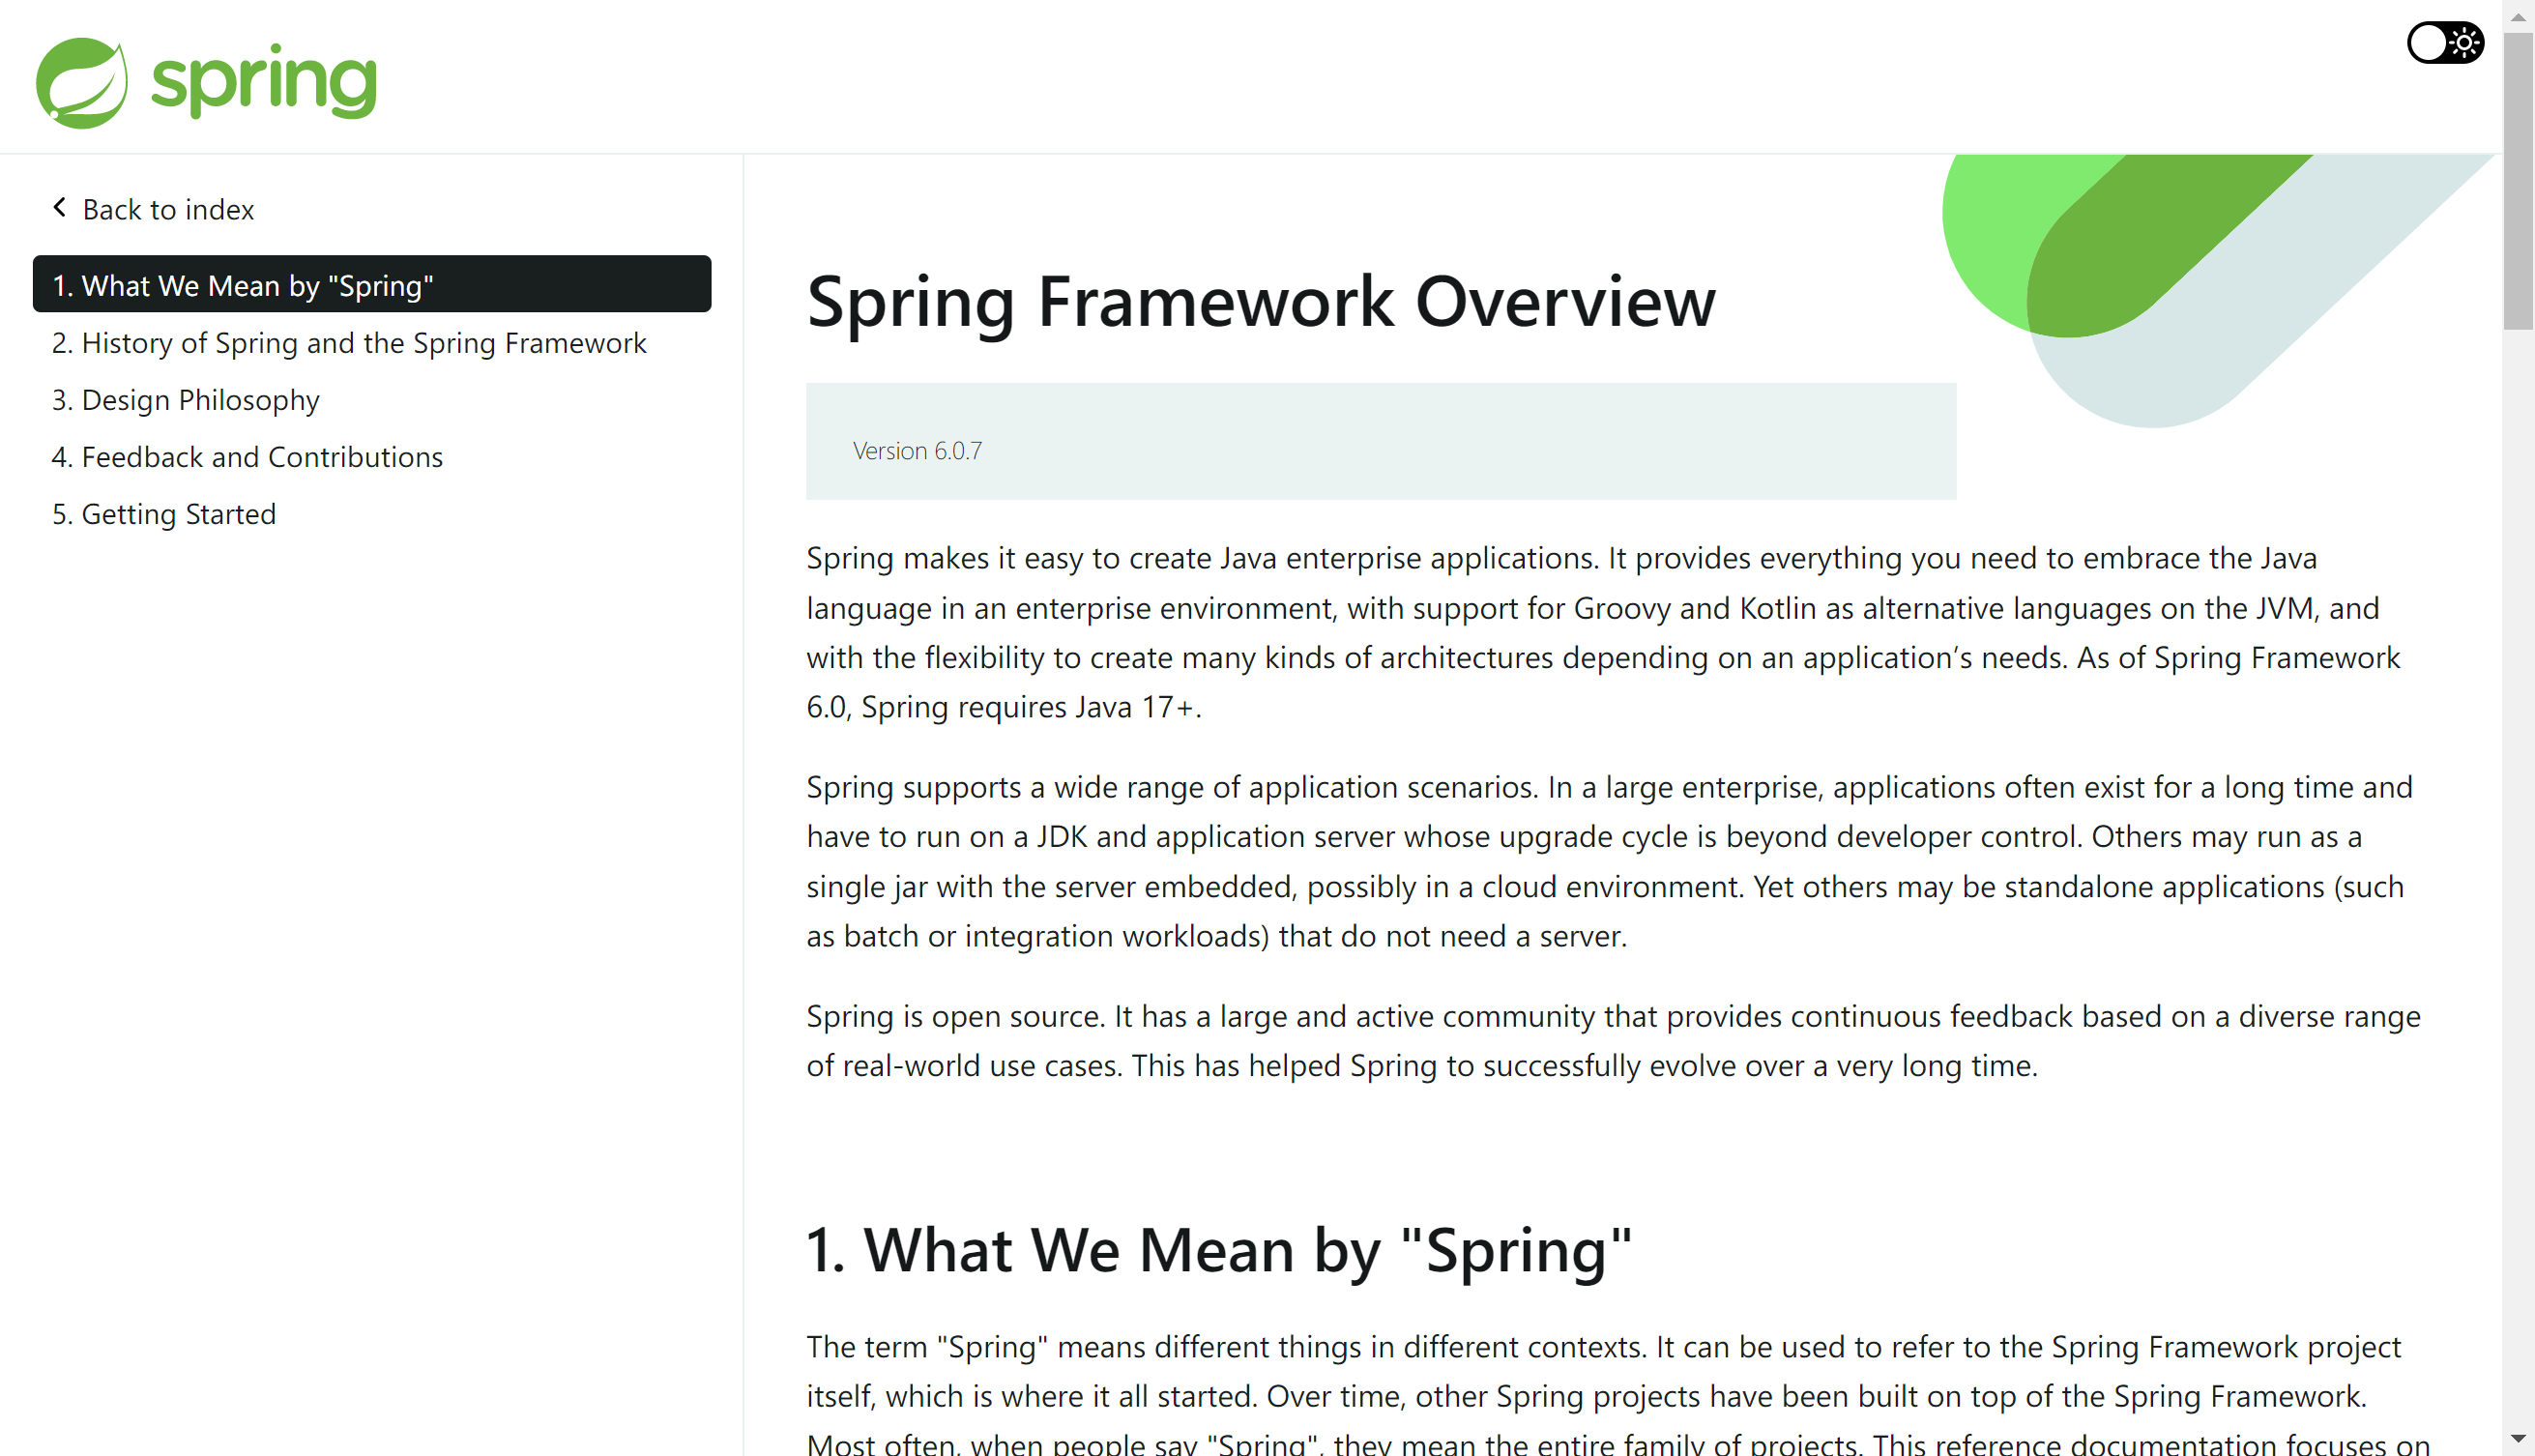 spring
Back to index
1. What We Mean by "Spring"
2. History of Spring and the Spring Framework
3. Design Philosophy
4. Feedback and Contributions
5. Getting Started
Spring Framework Overview
Version 6.0.7
Spring makes it easy to create Java enterprise applications. It provides everything you need to embrace the Java
language in an enterprise environment, with support for Groovy and Kotlin as alternative languages on the JVM, and
with the flexibility to create many kinds of architectures depending on an application’s needs. As of Spring Framework
6.0, Spring requires Java 17+.
Spring supports a wide range of application scenarios. In a large enterprise, applications often exist for a long time and
have to run on a JDK and application server whose upgrade cycle is beyond developer control. Others may run as a
single jar with the server embedded, possibly in a cloud environment. Yet others may be standalone applications (such
as batch or integration workloads) that do not need a server.
Spring is open source. It has a large and active community that provides continuous feedback based on a diverse range
of real-world use cases. This has helped Spring to successfully evolve over a very long time.
1. What We Mean by "Spring"
The term "Spring" means different things in different contexts. It can be used to refer to the Spring Framework project
itself, which is where it all started. Over time, other Spring projects have been built on top of the Spring Framework.
Most often, when people say "Spring", they mean the entire family of projects. This reference documentation focuses on